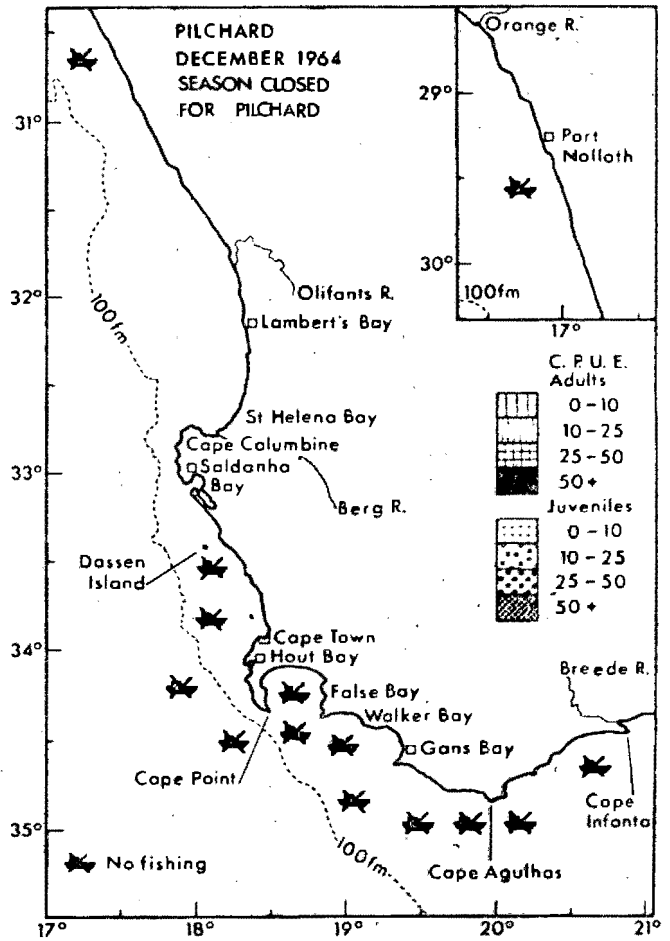 PILCHARD
DECEMBER 1964
SEASON CLOSED
FOR PILCHARD
Orange R.
29°
Port
Nolloth
30°
100fm
17°
31°
32°
33°
34°
35°
100fm
Olifants R.
Lambert's Bay
St Helena Bay
Cape Calumbine
Saldanha
Bay
Berg R.
Dassen
Island
Cape Town
Hout Bay
False Bay
Walker Bay
Gans Bay
Breede R.
Cape Point
Cape
Infanta
Cape Agulhas
100fm
No fishing
C. P. U. E.
Adults
0-10
10-25
25-50
50+
Juveniles
0-10
10-25
25-50
50+
17°
18°
19°
20°
21°